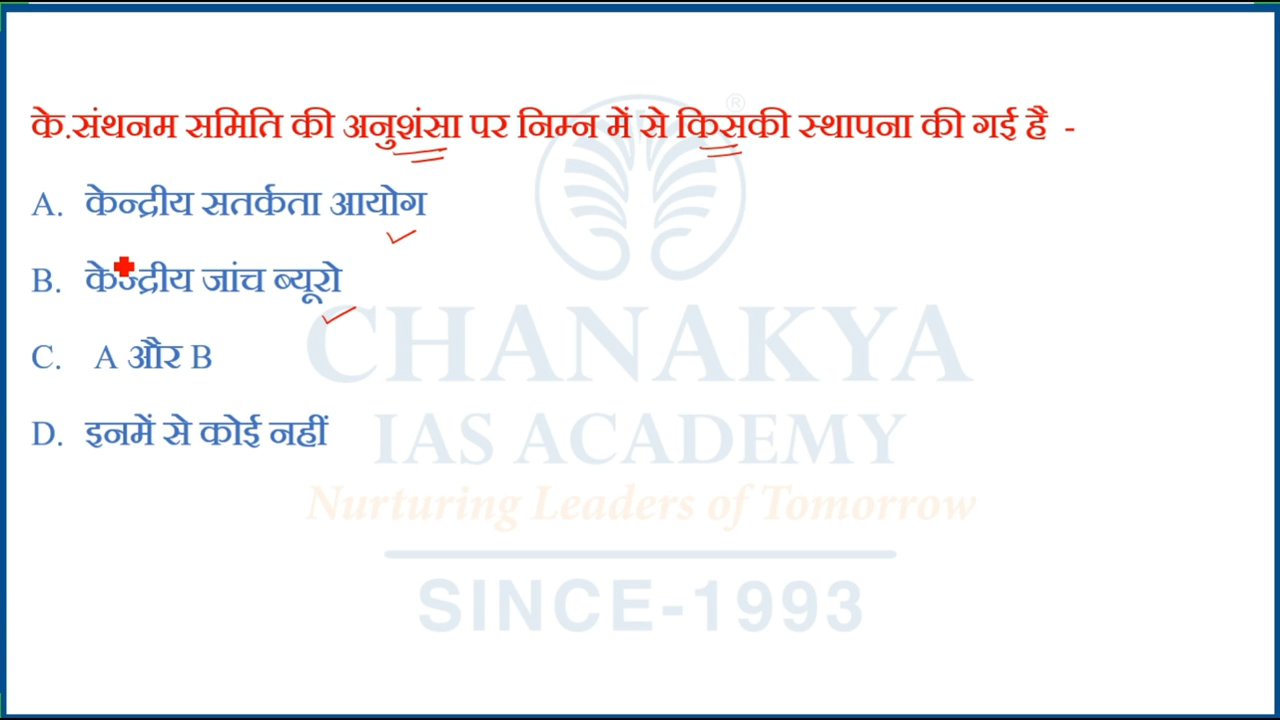 के.संथनम समिति की अनुशंसा पर निम्न में से किसकी स्थापना की गई है -
A. केन्द्रीय सतर्कता आयोग
B. केन्द्रीय जांच ब्यूरो
C. A और B
D. इनमें से कोई नहीं
®
CHANAKYA
IAS ACADEMY
Nurturing Leaders of Tomorrow
SINCE-1993